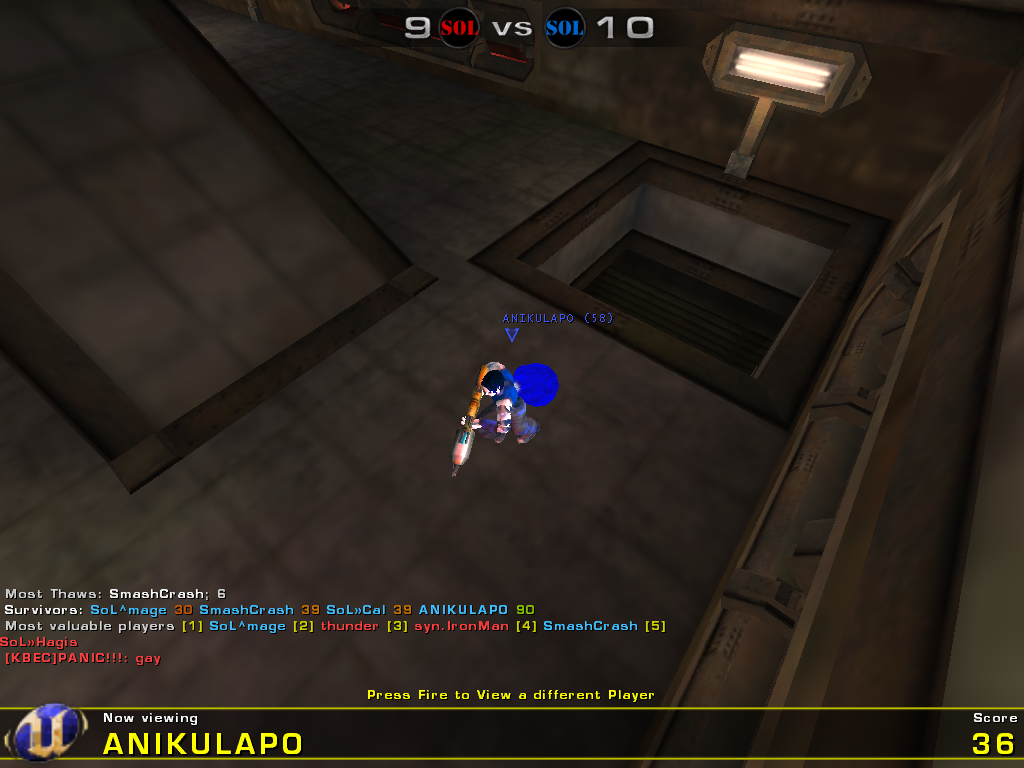 9 SOL vs SOL 10
ANIKULAPO (58)
Most Thaws: SmashCrash; 6
Survivors: SoL^mage 30 SmashCrash 39 SoL»Cal 39 ANIKULAPO 90
Most valuable players [1] SoL^mage [2] thunder [3] syn.IronMan [4] SmashCrash [5]
SoL»Hagis
[KBEC]PANIC!!!: gay
Press Fire to View a different Player
Now viewing
ANIKULAPO
Score
36